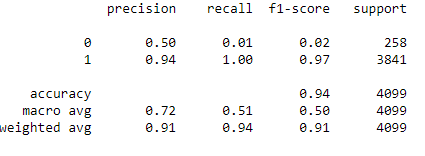 precision recall f1-score support
0 0.50 0.01 0.02 258
1 0.94 1.00 0.97 3841
accuracy 0.94 4099
macro avg 0.72 0.51 0.50 4099
weighted avg 0.91 0.94 0.91 4099